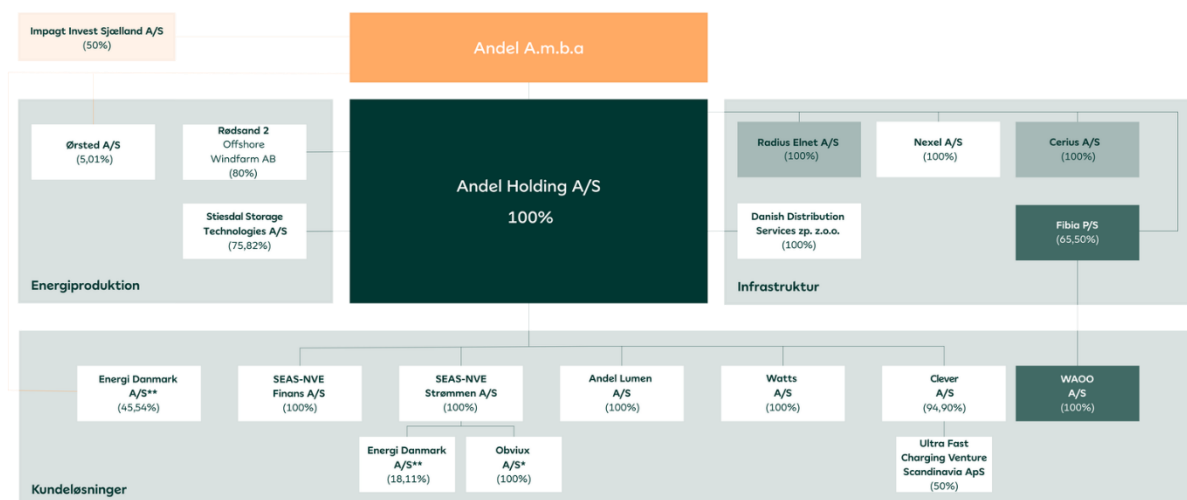 Impagt Invest Sjælland A/S
(50%)
Andel A.m.b.a
Ørsted A/S
(5,01%)
Rødsand 2
Offshore
Windfarm AB
(80%)
Stiesdal Storage
Technologies A/S
(75,82%)
Energiproduktion
Andel Holding A/S
100%
Radius Elnet A/S
(100%)
Nexel A/S
(100%)
Cerius A/S
(100%)
Danish Distribution
Services zp. z.o.o.
(100%)
Fibia P/S
(65,50%)
Infrastruktur
Energi Danmark
A/S**
(45,54%)
SEAS-NVE
Finans A/S
(100%)
SEAS-NVE
Strømmen A/S
(100%)
Andel Lumen
A/S
(100%)
Watts
A/S
(100%)
Clever
A/S
(94,90%)
WAOO
A/S
(100%)
Energi Danmark
A/S**
(18,11%)
Obviux
A/S*
(100%)
Ultra Fast
Charging Venture
Scandinavia ApS
(50%)
Kundeløsninger